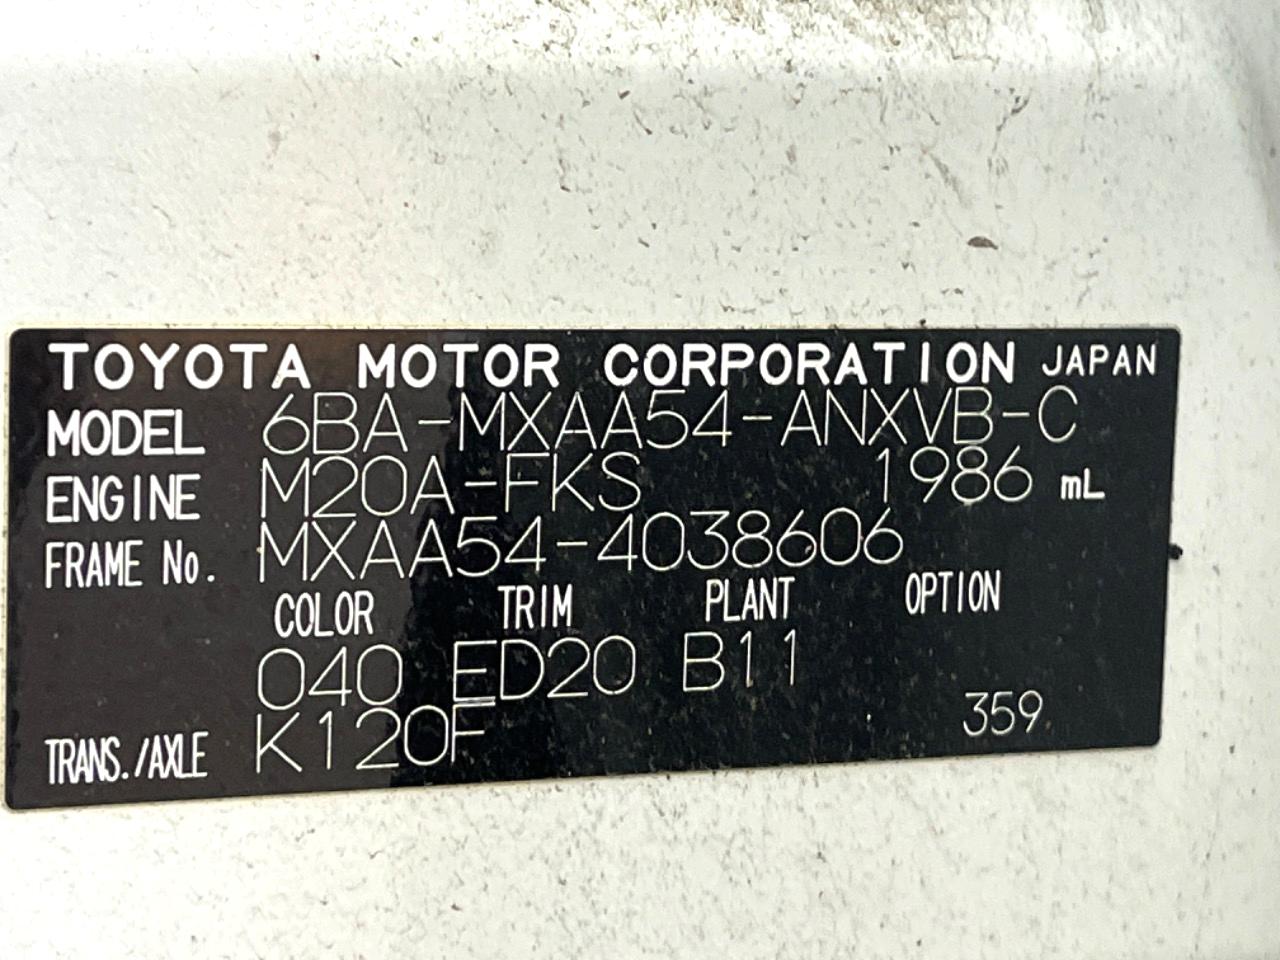 TOYOTA MOTOR CORPORATION JAPAN
MODEL 6BA-MXAA54-ANXVB-C
ENGINE M20A-FKS 1986 mL
FRAME No. MXAA54-4038606
COLOR TRIM PLANT OPTION
040 ED20 B11
TRANS./AXLE K120F 359